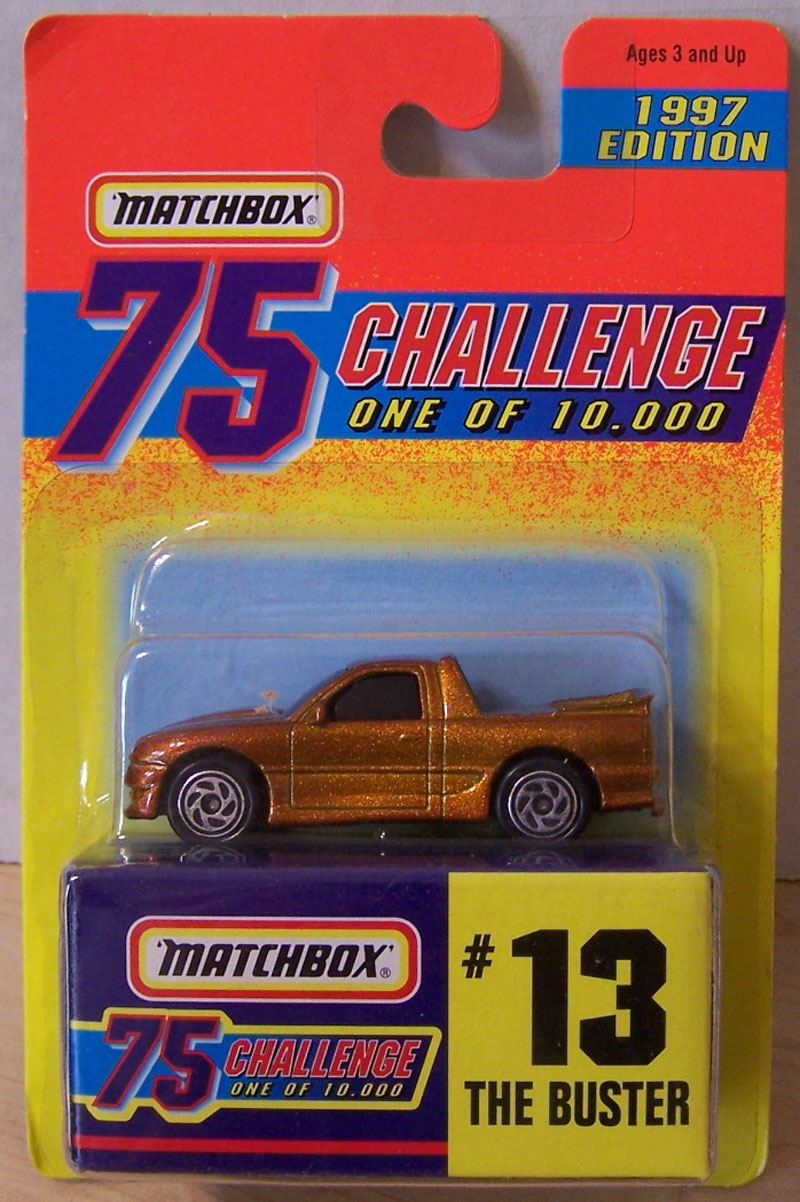 Ages 3 and Up
1997
EDITION
'MATCHBOX'®
75
CHALLENGE
ONE OF 10.000
'MATCHBOX'®
75
CHALLENGE
ONE OF 10.000
#13
THE BUSTER